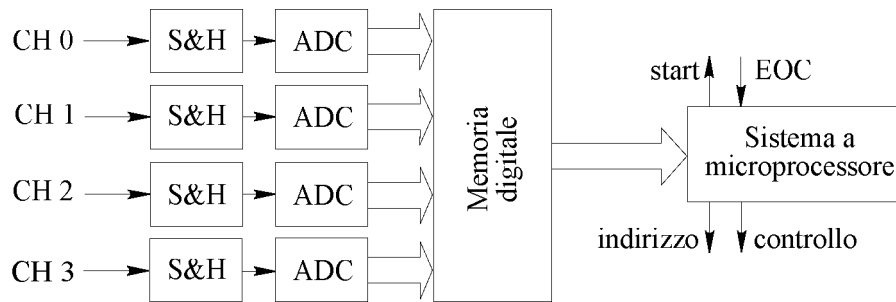 CH 0
S&H
ADC
CH 1
S&H
ADC
CH 2
S&H
ADC
CH 3
S&H
ADC
Memoria
digitale
start
EOC
Sistema a
microprocessore
indirizzo
controllo